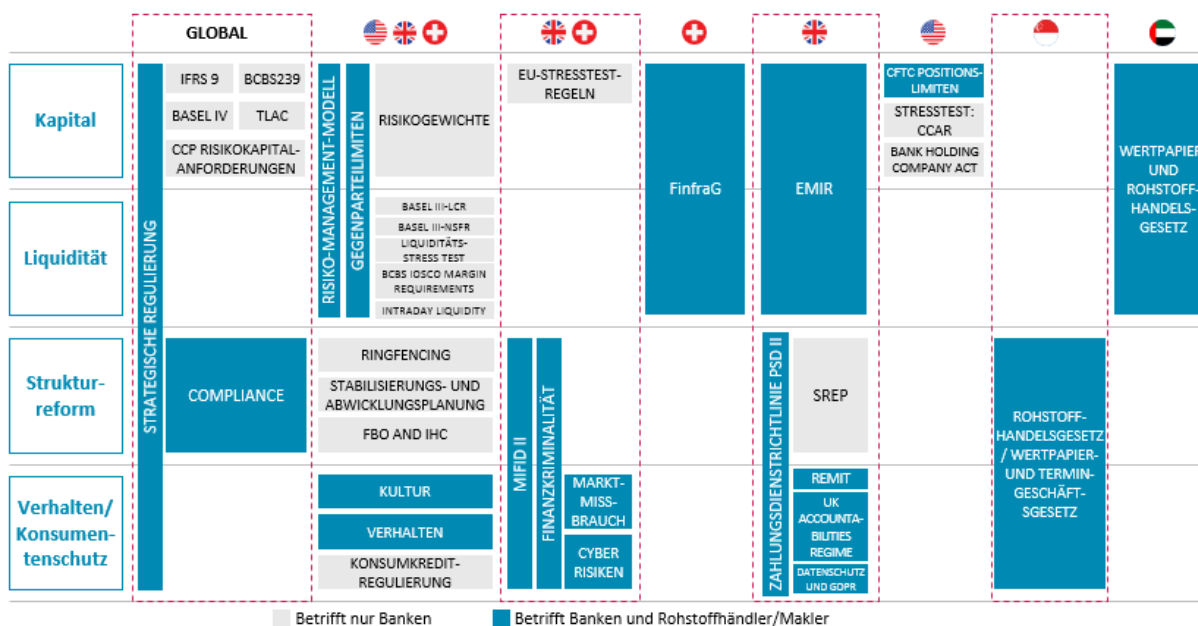 GLOBAL
Kapital
Liquidität
Struktur-
reform
Verhalten/
Konsumen-
tenschutz
STRATEGISCHE REGULIERUNG
IFRS 9
BCBS239
BASEL IV
TLAC
CCP RISIKOKAPITAL-
ANFORDERUNGEN
COMPLIANCE
RISIKO-MANAGEMENT-MODELL
GEGENPARTEILIMITEN
RISIKOGEWICHTE
BASEL III-LCR
BASEL III-NSFR
LIQUIDITÄTS-
STRESS TEST
BCBS IOSCO MARGIN
REQUIREMENTS
INTRADAY LIQUIDITY
RINGFENCING
STABILISIERUNGS- UND
ABWICKLUNGSPLANUNG
FBO AND IHC
KULTUR
VERHALTEN
KONSUMKREDIT-
REGULIERUNG
EU-STRESSTEST-
REGELN
MIFID II
FINANZKRIMINALITÄT
MARKT-
MISS-
BRAUCH
CYBER
RISIKEN
FinfraG
EMIR
ZAHLUNGSDIENSTRICHTLINIE PSD II
SREP
REMIT
UK
ACCOUNTA-
BILITIES
REGIME
DATENSCHUTZ
UND GDPR
CFTC POSITIONS-
LIMITEN
STRESSTEST:
CCAR
BANK HOLDING
COMPANY ACT
ROHSTOFF-
HANDELSGESETZ
/ WERTPAPIER-
UND TERMIN-
GESCHÄFTS-
GESETZ
WERTPAPIER
UND
ROHSTOFF-
HANDELS-
GESETZ
Betrifft nur Banken
Betrifft Banken und Rohstoffhändler/Makler